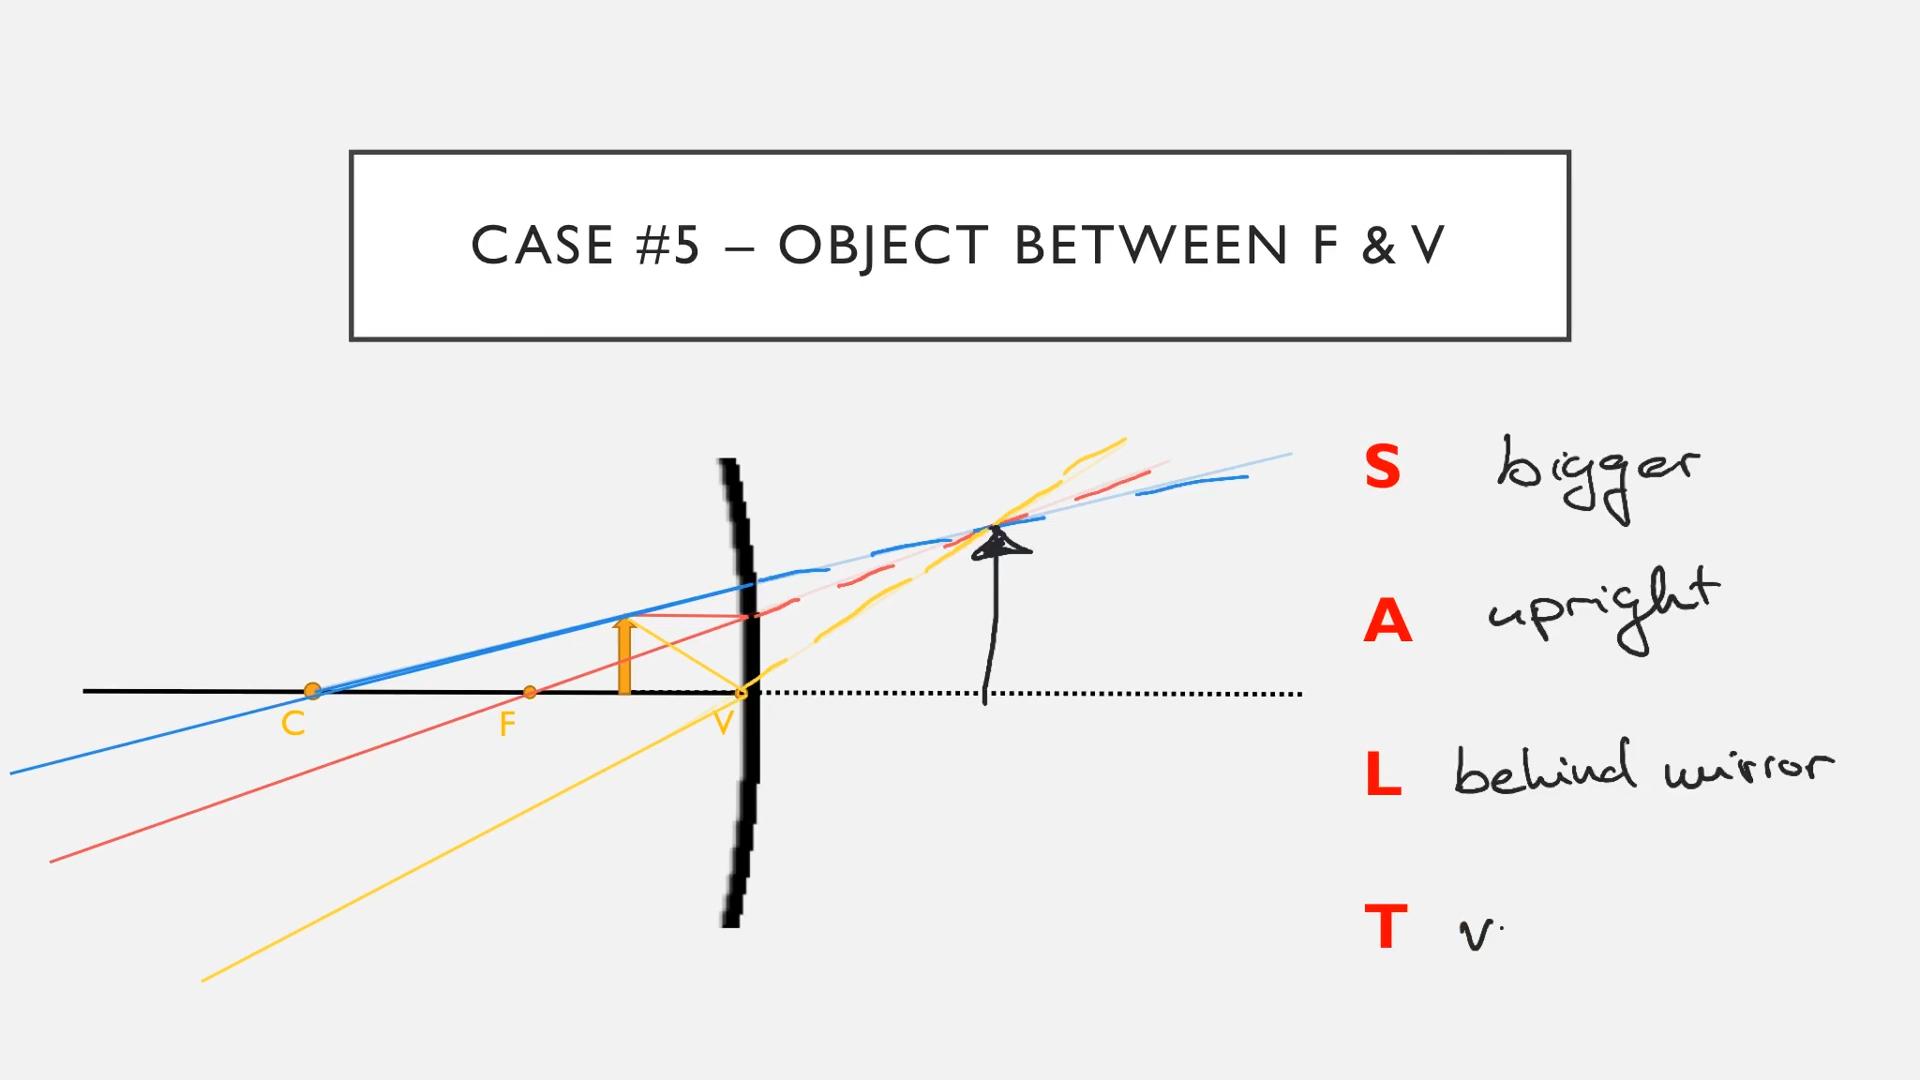 CASE #5 – OBJECT BETWEEN F & V
S bigger
A upright
C F V
L behind mirror
T v